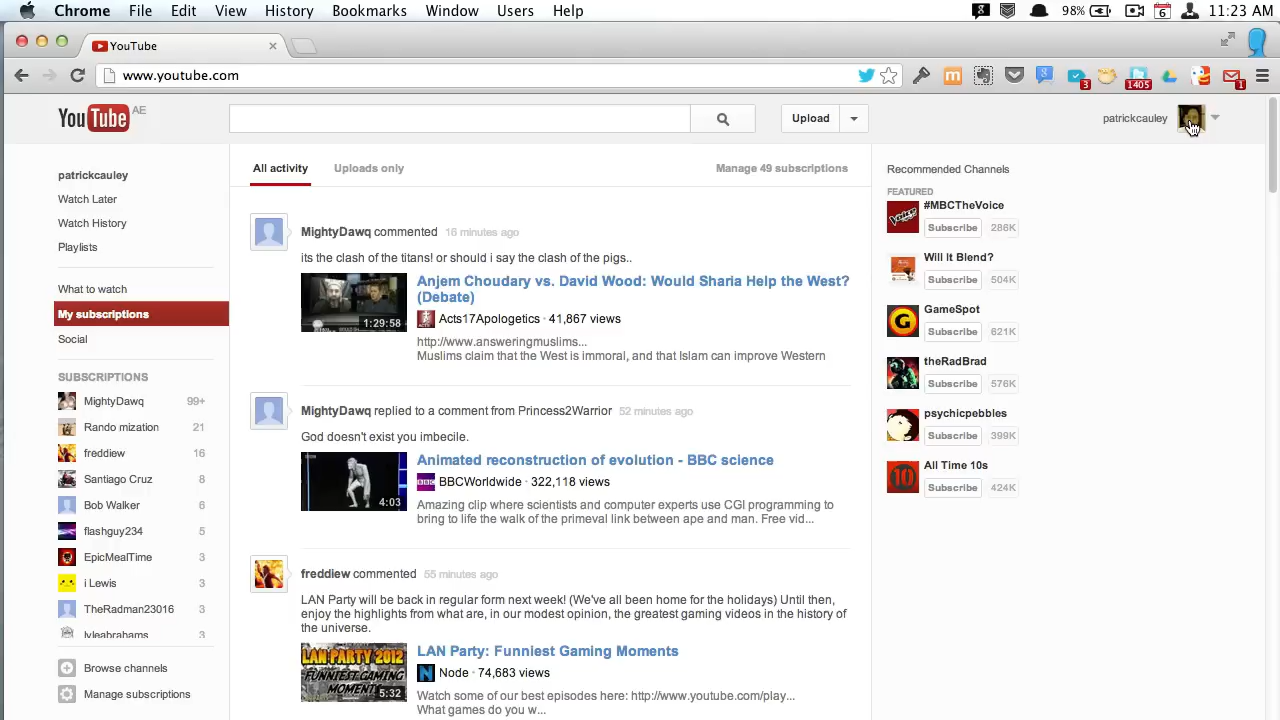 Chrome File Edit View History Bookmarks Window Users Help 98% 6 11:23 AM
YouTube
www.youtube.com 3 1405 1
YouTube AE Upload patrickcauley
patrickcauley
Watch Later
Watch History
Playlists
What to watch
My subscriptions
Social
SUBSCRIPTIONS
MightyDawq 99+
Rando mization 21
freddiew 16
Santiago Cruz 8
Bob Walker 6
flashguy234 5
EpicMealTime 3
i Lewis 3
TheRadman23016 3
lyleabrahams 3
Browse channels
Manage subscriptions
All activity Uploads only Manage 49 subscriptions
MightyDawq commented 16 minutes ago
its the clash of the titans! or should i say the clash of the pigs..
1:29:58
Anjem Choudary vs. David Wood: Would Sharia Help the West?
(Debate)
Acts17Apologetics · 41,867 views
http://www.answeringmuslims...
Muslims claim that the West is immoral, and that Islam can improve Western
MightyDawq replied to a comment from Princess2Warrior 52 minutes ago
God doesn't exist you imbecile.
4:03
Animated reconstruction of evolution - BBC science
BBC BBCWorldwide · 322,118 views
Amazing clip where scientists and computer experts use CGI programming to
bring to life the walk of the primeval link between ape and man. Free vid...
freddiew commented 55 minutes ago
LAN Party will be back in regular form next week! (We've all been home for the holidays) Until then,
enjoy the highlights from what are, in our modest opinion, the greatest gaming videos in the history of
the universe.
LAN PARTY 2012
FUNNIEST GAMING
MOMENT
5:32
LAN Party: Funniest Gaming Moments
N Node · 74,683 views
Watch some of our best episodes here: http://www.youtube.com/play...
What games do you w...
Recommended Channels
FEATURED
#MBCTheVoice
Subscribe 286K
Will It Blend?
Subscribe 504K
GameSpot
Subscribe 621K
theRadBrad
Subscribe 576K
psychicpebbles
Subscribe 399K
10 All Time 10s
Subscribe 424K